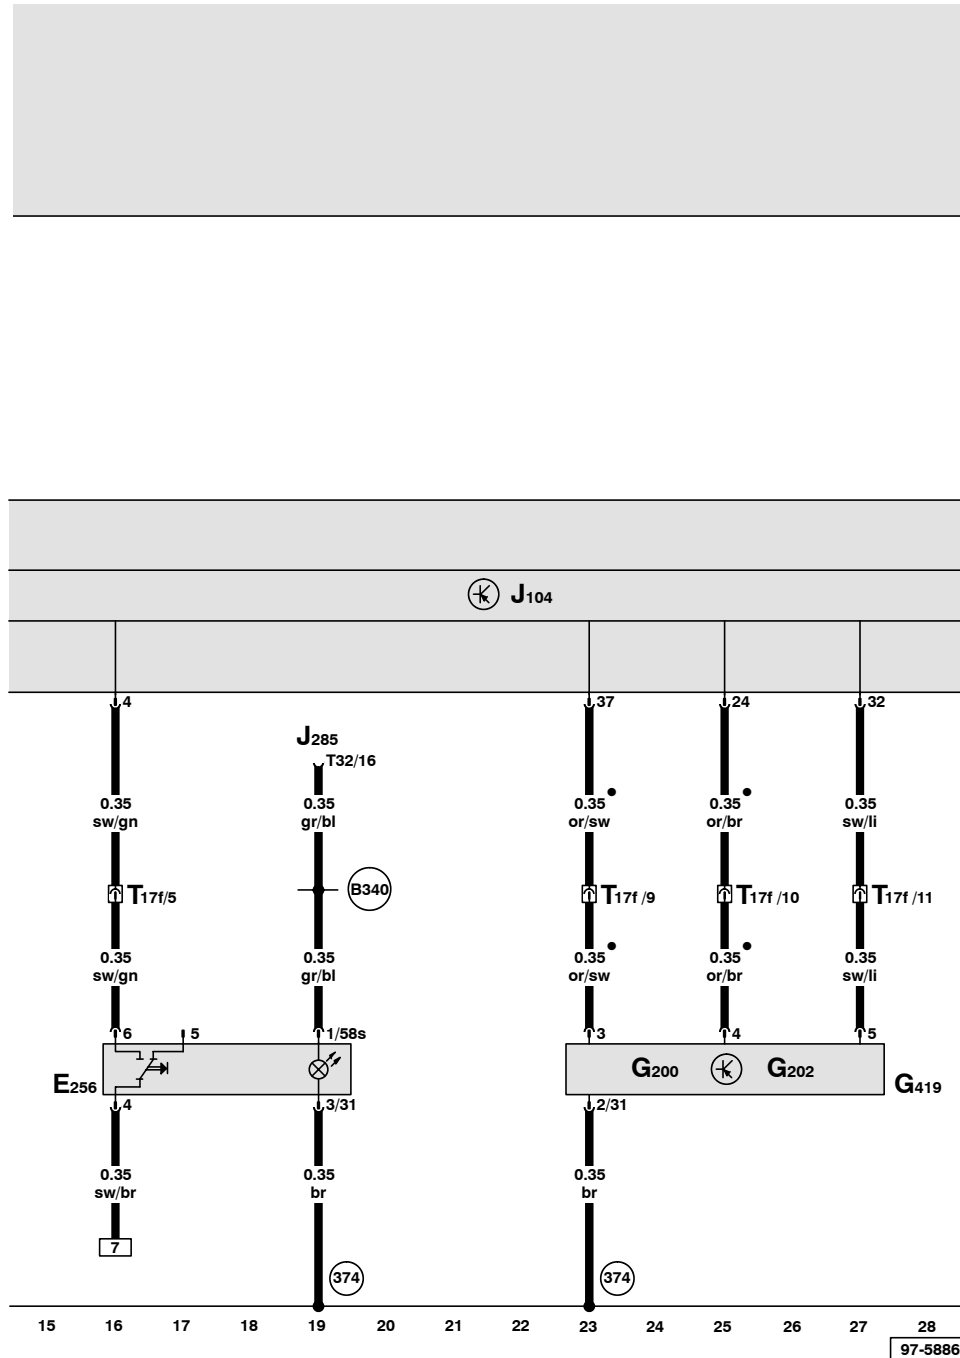 J104
4 37 24 32
J285
T32/16
0.35 0.35 0.35 0.35 0.35
sw/gn gr/bl or/sw or/br sw/li
T17f/5 B340 T17f /9 T17f /10 T17f /11
0.35 0.35 0.35 0.35 0.35
sw/gn gr/bl or/sw or/br sw/li
6 5 1/58s 3 4 5
G200 G202
E256 G419
4 3/31 2/31
0.35 0.35 0.35
sw/br br br
7
374 374
15 16 17 18 19 20 21 22 23 24 25 26 27 28
97-5886